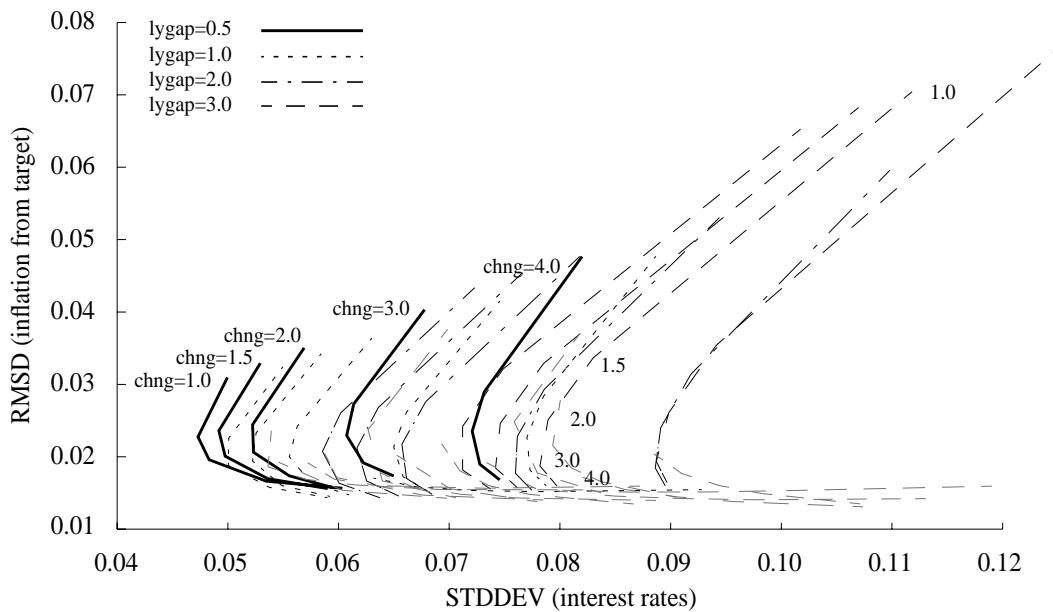 0.08
lygap=0.5
lygap=1.0
lygap=2.0
lygap=3.0
0.07
1.0
0.06
RMSD (inflation from target)
0.05
chng=4.0
0.04
chng=3.0
chng=2.0
chng=1.5
1.5
chng=1.0
0.03
2.0
0.02
3.0
4.0
0.01
0.04 0.05 0.06 0.07 0.08 0.09 0.10 0.11 0.12
STDDEV (interest rates)